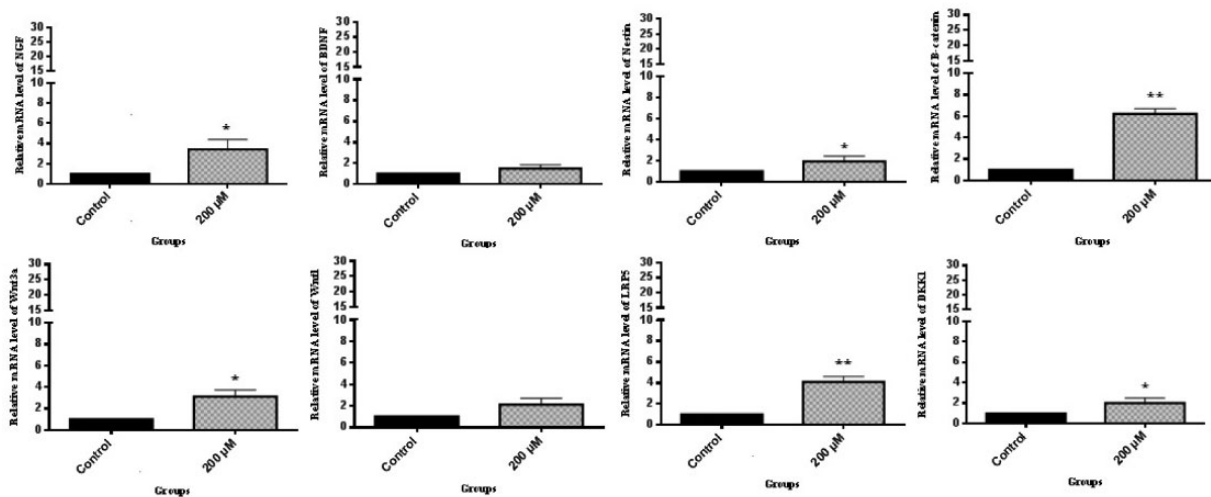 Relative mRNA level of NGF
30
25
20
15
10
8
6
4
2
0
*
Control
200 µM
Groups
Relative mRNA level of BDNF
30
25
20
15
10
8
6
4
2
0
Control
200 µM
Groups
Relative mRNA level of Nestin
30
25
20
15
10
8
6
4
2
0
*
Control
200 µM
Groups
Relative mRNA level of B-catenin
30
25
20
15
10
8
6
4
2
0
**
Control
200 µM
Groups
Relative mRNA level of Wnt3a
30
25
20
15
10
8
6
4
2
0
*
Control
200 µM
Groups
Relative mRNA level of Wnt1
30
25
20
15
10
8
6
4
2
0
Control
200 µM
Groups
Relative mRNA level of LRP5
30
25
20
15
10
8
6
4
2
0
**
Control
200 µM
Groups
Relative mRNA level of DKK1
30
25
20
15
10
8
6
4
2
0
*
Control
200 µM
Groups